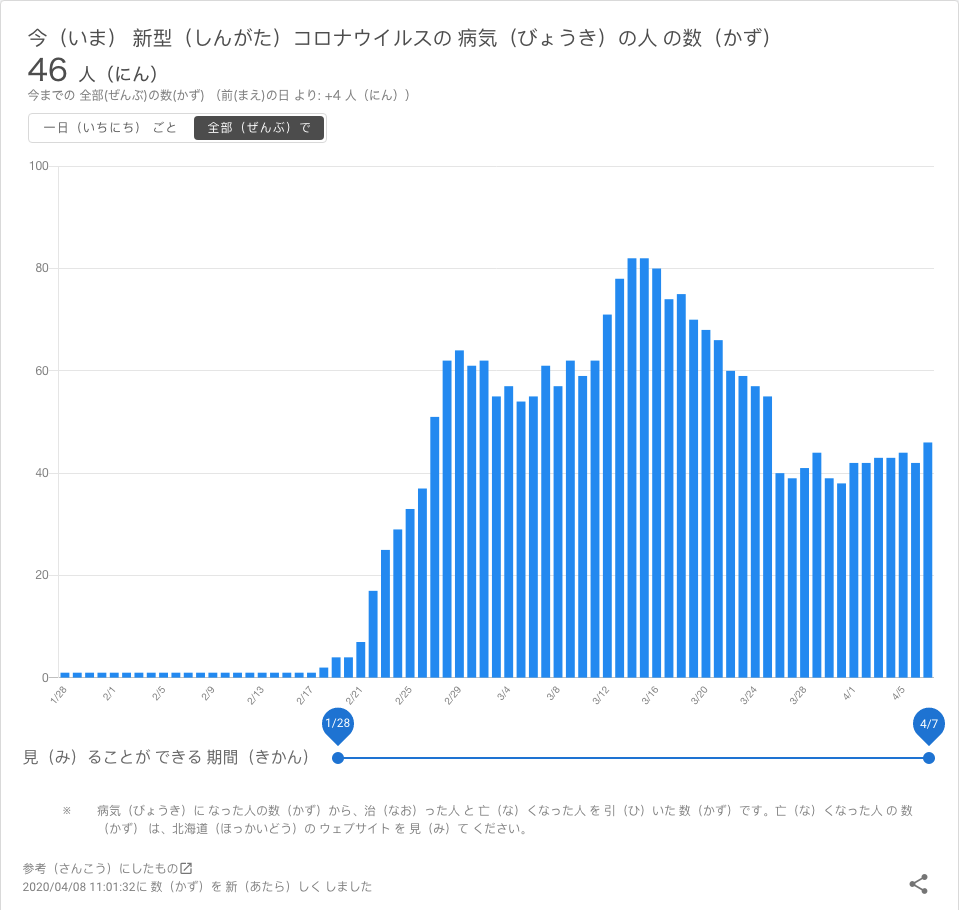 今（いま） 新型（しんがた）コロナウイルスの 病気（びょうき）の人 の数（かず）
46 人（にん）
今までの 全部(ぜんぶ)の数(かず) （前(まえ)の日 より: +4 人（にん））
一日（いちにち） ごと 全部（ぜんぶ）で
100
80
60
40
20
0
1/28 2/1 2/5 2/9 2/13 2/17 2/21 2/25 2/29 3/4 3/8 3/12 3/16 3/20 3/24 3/28 4/1 4/5
1/28 4/7
見（み）ることが できる 期間（きかん）
※ 病気（びょうき）に なった人の数（かず）から、治（なお）った人 と 亡（な）くなった人 を 引（ひ）いた 数（かず）です。亡（な）くなった人 の 数
（かず） は、北海道（ほっかいどう）の ウェブサイト を 見（み）て ください。
参考（さんこう）にしたもの
2020/04/08 11:01:32に 数（かず）を 新（あたら）しく しました